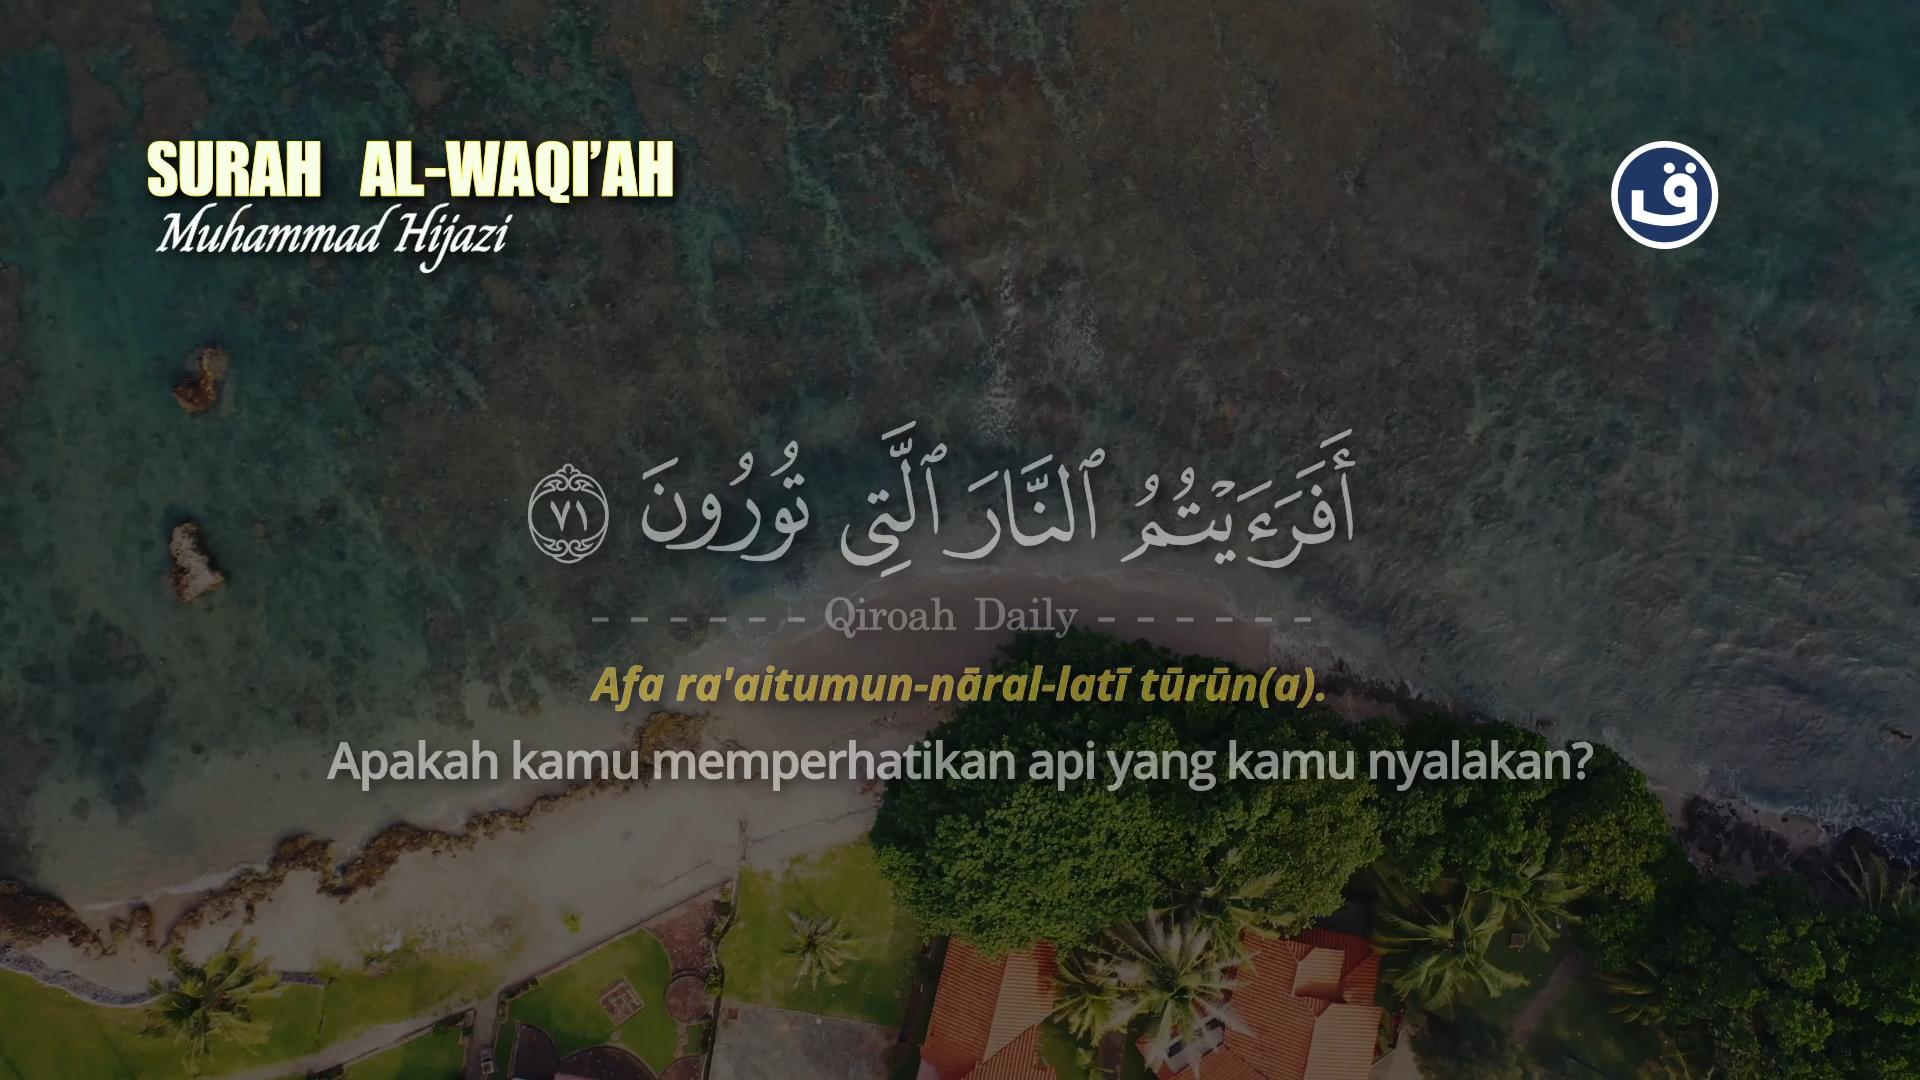 SURAH AL-WAQI’AH
Muhammad Hijazi
ق
أَفَرَءَيْتُمُ ٱلنَّارَ ٱلَّتِى تُورُونَ ٧١
- - - - - - Qiroah Daily - - - - - -
Afa ra'aitumun-nāral-latī tūrūn(a).
Apakah kamu memperhatikan api yang kamu nyalakan?